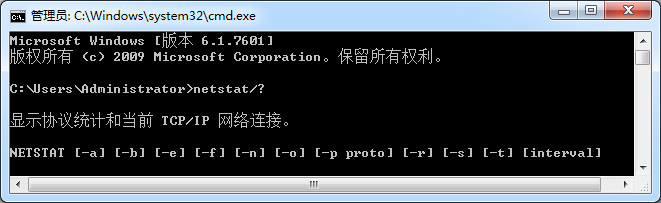 管理员: C:\Windows\system32\cmd.exe
Microsoft Windows [版本 6.1.7601]
版权所有 (c) 2009 Microsoft Corporation。保留所有权利。
C:\Users\Administrator>netstat/?
显示协议统计和当前 TCP/IP 网络连接。
NETSTAT [-a] [-b] [-e] [-f] [-n] [-o] [-p proto] [-r] [-s] [-t] [interval]